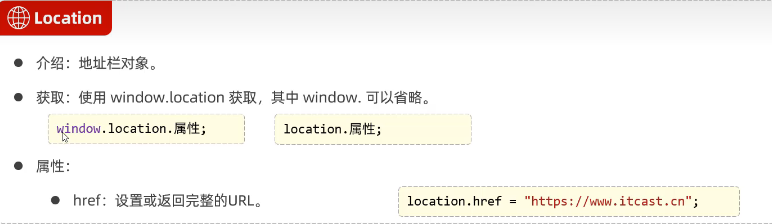 Location
介绍：地址栏对象。
获取：使用 window.location 获取，其中 window. 可以省略。
window.location.属性;
location.属性;
属性：
href：设置或返回完整的URL。
location.href = "https://www.itcast.cn";